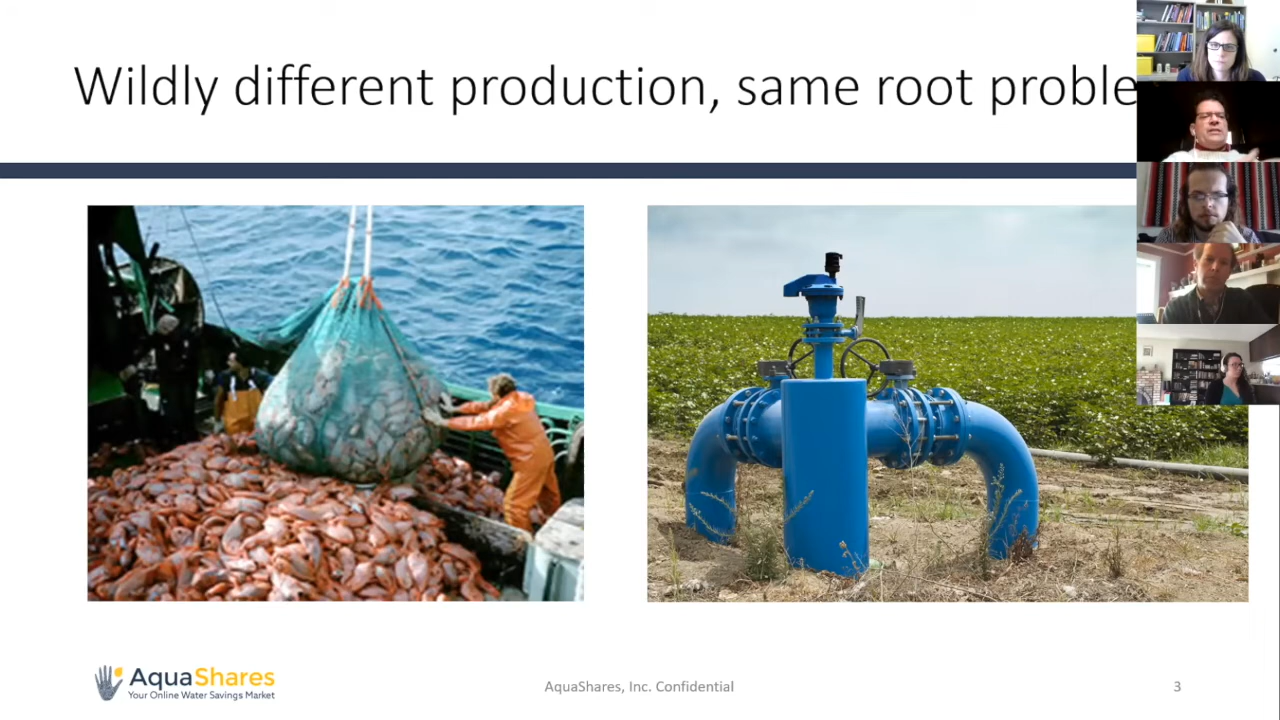 Wildly different production, same root proble
AquaShares
Your Online Water Savings Market
AquaShares, Inc. Confidential
3